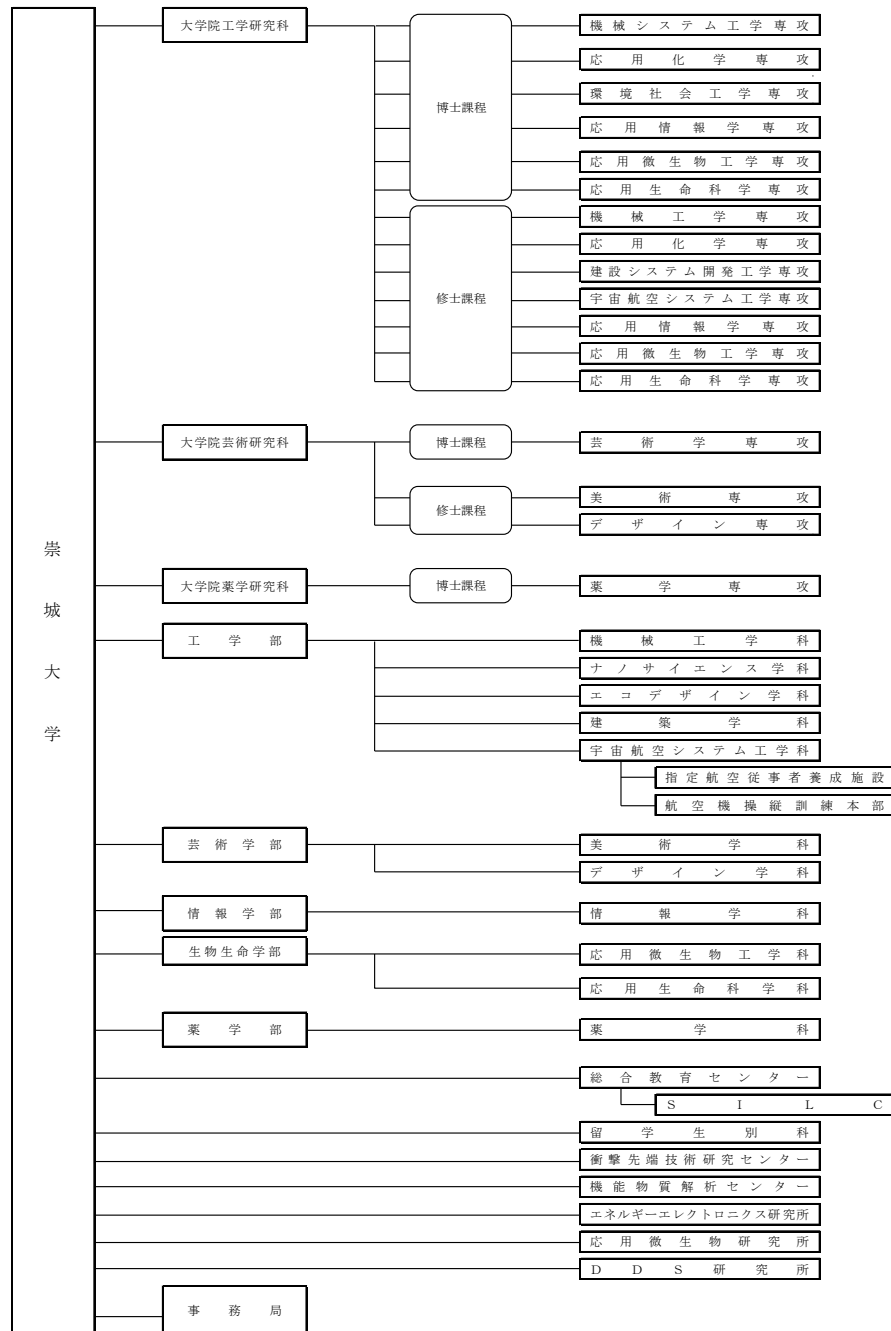 崇城大学
大学院工学研究科
博士課程
機械システム工学専攻
応用化学専攻
環境社会工学専攻
応用情報学専攻
応用微生物工学専攻
応用生命科学専攻
修士課程
機械工学専攻
応用化学専攻
建設システム開発工学専攻
宇宙航空システム工学専攻
応用情報学専攻
応用微生物工学専攻
応用生命科学専攻
大学院芸術研究科
博士課程
芸術学専攻
修士課程
美術専攻
デザイン専攻
大学院薬学研究科
博士課程
薬学専攻
工学部
機械工学科
ナノサイエンス学科
エコデザイン学科
建築学科
宇宙航空システム工学科
指定航空従事者養成施設
航空機操縦訓練本部
芸術学部
美術学科
デザイン学科
情報学部
情報学科
生物生命学部
応用微生物工学科
応用生命科学科
薬学部
薬学科
総合教育センター
SILC
留学生別科
衝撃先端技術研究センター
機能物質解析センター
エネルギーエレクトロニクス研究所
応用微生物研究所
DDS研究所
事務局